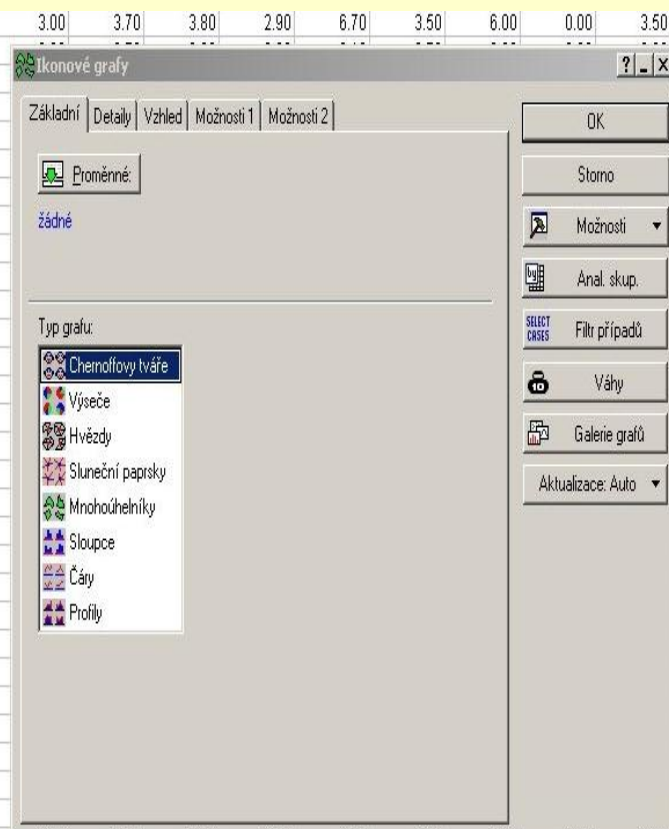 3.00 3.70 3.80 2.90 6.70 3.50 6.00 0.00 3.50
Ikonové grafy
Základní Detaily Vzhled Možnosti 1 Možnosti 2
Proměnné:
žádné
Typ grafu:
Chernoffovy tváře
Výseče
Hvězdy
Sluneční paprsky
Mnohoúhelníky
Sloupce
Čáry
Profily
OK
Storno
Možnosti
by Anal. skup.
SELECT CASES Filtr případů
10 Váhy
Galerie grafů
Aktualizace: Auto